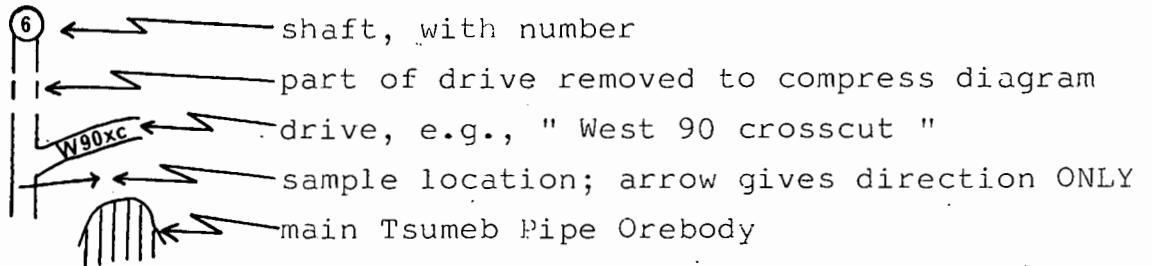 6 shaft, with number
part of drive removed to compress diagram
W90xc drive, e.g., " West 90 crosscut "
sample location; arrow gives direction ONLY
main Tsumeb Pipe Orebody